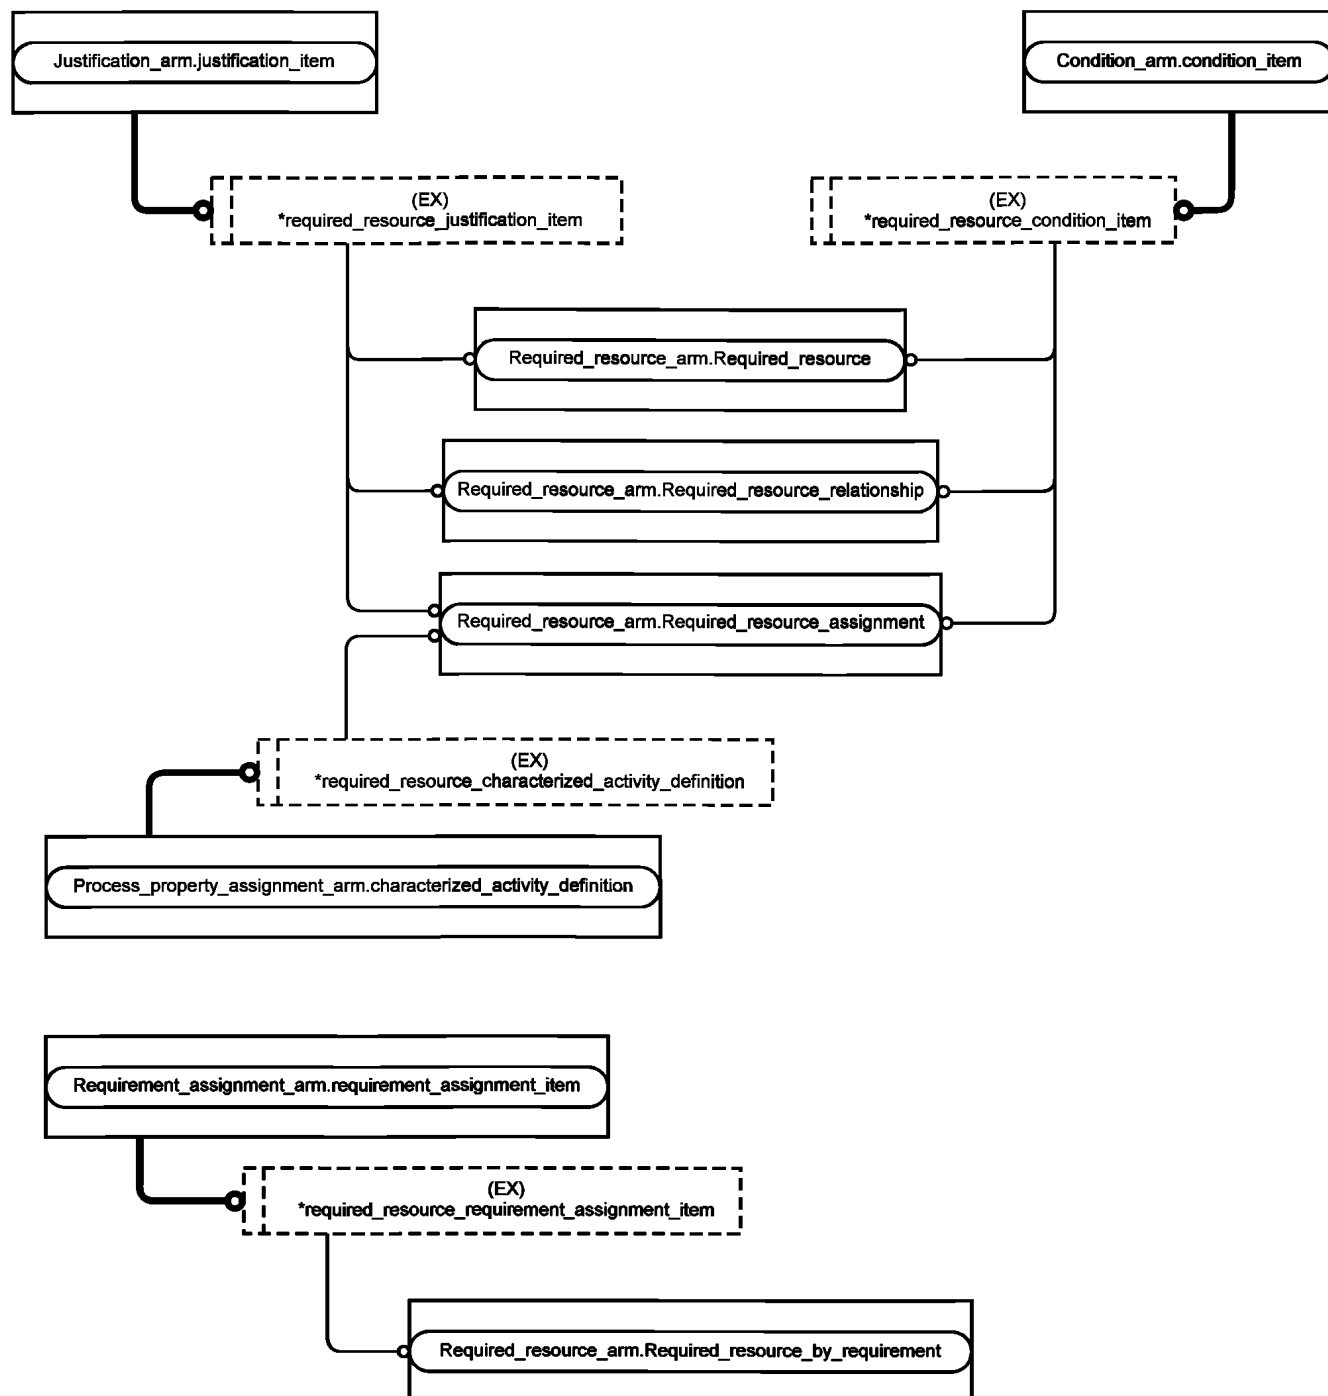 Justification_arm.justification_item
Condition_arm.condition_item
(EX)
*required_resource_justification_item
(EX)
*required_resource_condition_item
Required_resource_arm.Required_resource
Required_resource_arm.Required_resource_relationship
Required_resource_arm.Required_resource_assignment
(EX)
*required_resource_characterized_activity_definition
Process_property_assignment_arm.characterized_activity_definition
Requirement_assignment_arm.requirement_assignment_item
(EX)
*required_resource_requirement_assignment_item
Required_resource_arm.Required_resource_by_requirement